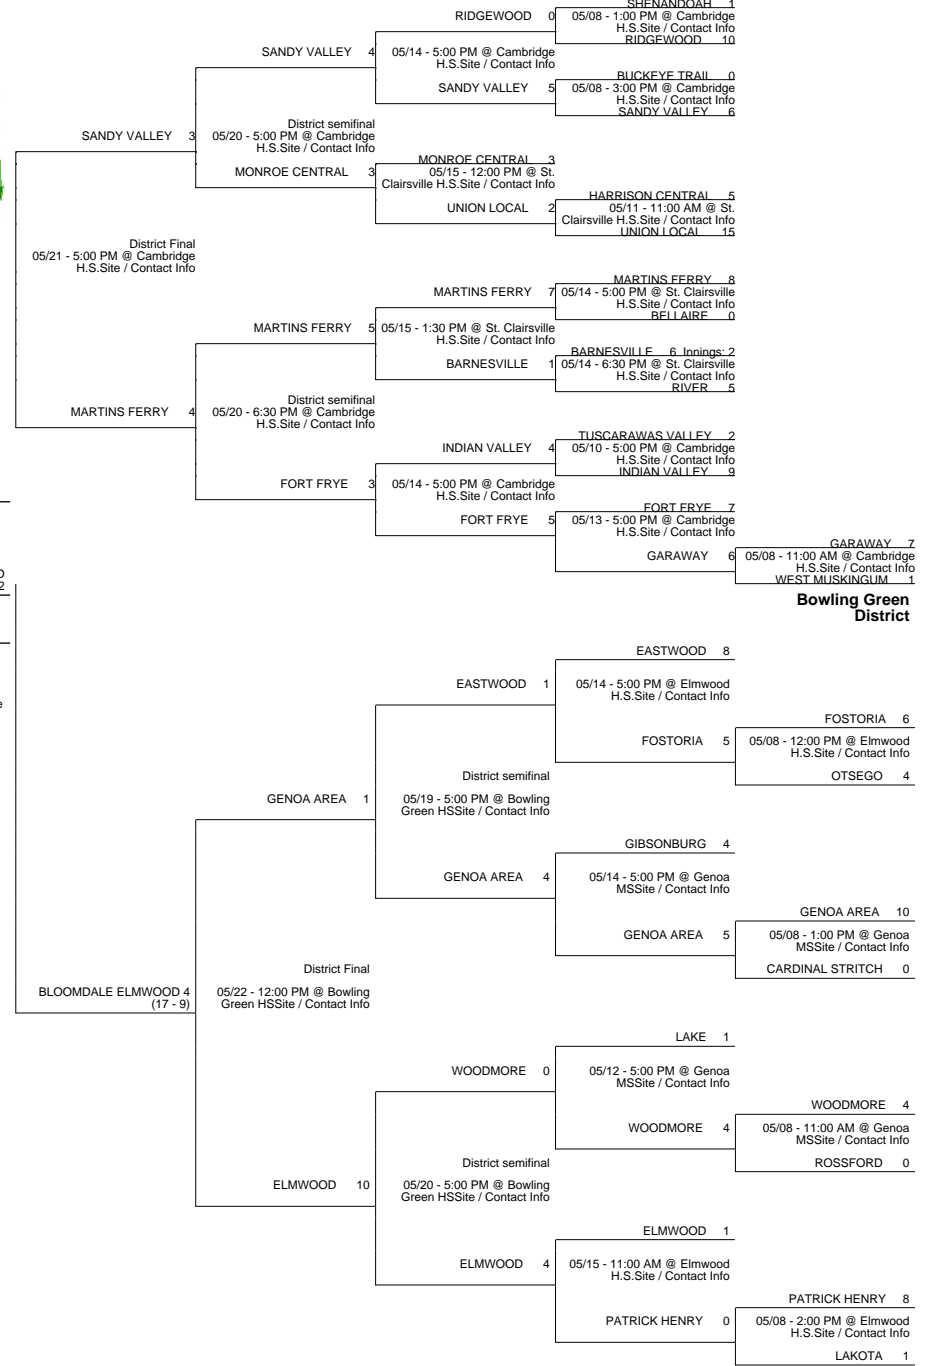 SHENANDOAH 1
RIDGEWOOD 0
05/08 - 1:00 PM @ Cambridge
H.S.Site / Contact Info
RIDGEWOOD 10
SANDY VALLEY 4
05/14 - 5:00 PM @ Cambridge
H.S.Site / Contact Info
BUCKEYE TRAIL 0
SANDY VALLEY 5
05/08 - 3:00 PM @ Cambridge
H.S.Site / Contact Info
SANDY VALLEY 6
SANDY VALLEY 3
District semifinal
05/20 - 5:00 PM @ Cambridge
H.S.Site / Contact Info
MONROE CENTRAL 3
MONROE CENTRAL 3
05/15 - 12:00 PM @ St.
Clairsville H.S.Site / Contact Info
UNION LOCAL 2
HARRISON CENTRAL 5
05/11 - 11:00 AM @ St.
Clairsville H.S.Site / Contact Info
UNION LOCAL 15
District Final
05/21 - 5:00 PM @ Cambridge
H.S.Site / Contact Info
MARTINS FERRY 8
MARTINS FERRY 7
05/14 - 5:00 PM @ St. Clairsville
H.S.Site / Contact Info
BELLAIRE 0
MARTINS FERRY 5
05/15 - 1:30 PM @ St. Clairsville
H.S.Site / Contact Info
BARNESVILLE 6 Innings: 2
BARNESVILLE 1
05/14 - 6:30 PM @ St. Clairsville
H.S.Site / Contact Info
RIVER 5
MARTINS FERRY 4
District semifinal
05/20 - 6:30 PM @ Cambridge
H.S.Site / Contact Info
TUSCARAWAS VALLEY 2
INDIAN VALLEY 4
05/10 - 5:00 PM @ Cambridge
H.S.Site / Contact Info
INDIAN VALLEY 9
FORT FRYE 3
05/14 - 5:00 PM @ Cambridge
H.S.Site / Contact Info
FORT FRYE 7
FORT FRYE 5
05/13 - 5:00 PM @ Cambridge
H.S.Site / Contact Info
GARAWAY 7
GARAWAY 6
05/08 - 11:00 AM @ Cambridge
H.S.Site / Contact Info
WEST MUSKINGUM 1
2
Bowling Green
District
EASTWOOD 8
EASTWOOD 1
05/14 - 5:00 PM @ Elmwood
H.S.Site / Contact Info
e
FOSTORIA 6
FOSTORIA 5
05/08 - 12:00 PM @ Elmwood
H.S.Site / Contact Info
OTSEGO 4
District semifinal
GENOA AREA 1
05/19 - 5:00 PM @ Bowling
Green HSSite / Contact Info
GIBSONBURG 4
GENOA AREA 4
05/14 - 5:00 PM @ Genoa
MSSite / Contact Info
GENOA AREA 10
GENOA AREA 5
05/08 - 1:00 PM @ Genoa
MSSite / Contact Info
CARDINAL STRITCH 0
District Final
BLOOMDALE ELMWOOD 4
(17 - 9)
05/22 - 12:00 PM @ Bowling
Green HSSite / Contact Info
LAKE 1
WOODMORE 0
05/12 - 5:00 PM @ Genoa
MSSite / Contact Info
WOODMORE 4
WOODMORE 4
05/08 - 11:00 AM @ Genoa
MSSite / Contact Info
ROSSFORD 0
District semifinal
ELMWOOD 10
05/20 - 5:00 PM @ Bowling
Green HSSite / Contact Info
ELMWOOD 1
ELMWOOD 4
05/15 - 11:00 AM @ Elmwood
H.S.Site / Contact Info
PATRICK HENRY 8
PATRICK HENRY 0
05/08 - 2:00 PM @ Elmwood
H.S.Site / Contact Info
LAKOTA 1